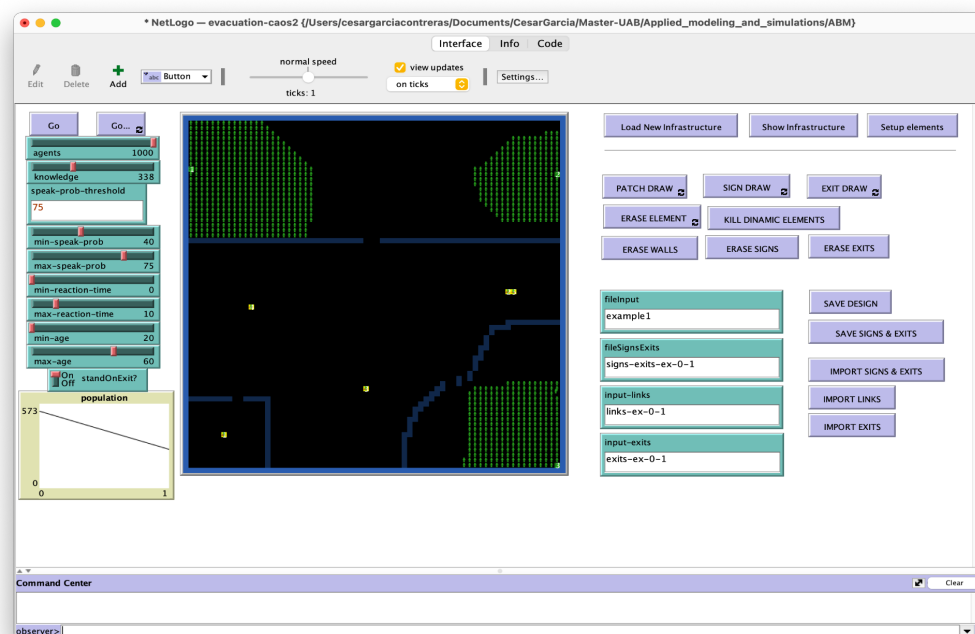 * NetLogo — evacuation-caos2 {/Users/cesargarciacontreras/Documents/CesarGarcia/Master-UAB/Applied_modeling_and_simulations/ABM}
Interface Info Code
Edit Delete Add abc Button
normal speed
ticks: 1
view updates
on ticks
Settings...
Go Go...
agents 1000
knowledge 338
speak-prob-threshold
75
min-speak-prob 40
max-speak-prob 75
min-reaction-time 0
max-reaction-time 10
min-age 20
max-age 60
On
Off
standOnExit?
population
573
0
0 1
Load New Infrastructure Show Infrastructure Setup elements
PATCH DRAW SIGN DRAW EXIT DRAW
ERASE ELEMENT KILL DINAMIC ELEMENTS
ERASE WALLS ERASE SIGNS ERASE EXITS
fileInput
example1
fileSignsExits
signs-exits-ex-0-1
input-links
links-ex-0-1
input-exits
exits-ex-0-1
SAVE DESIGN
SAVE SIGNS & EXITS
IMPORT SIGNS & EXITS
IMPORT LINKS
IMPORT EXITS
Command Center Clear
observer>